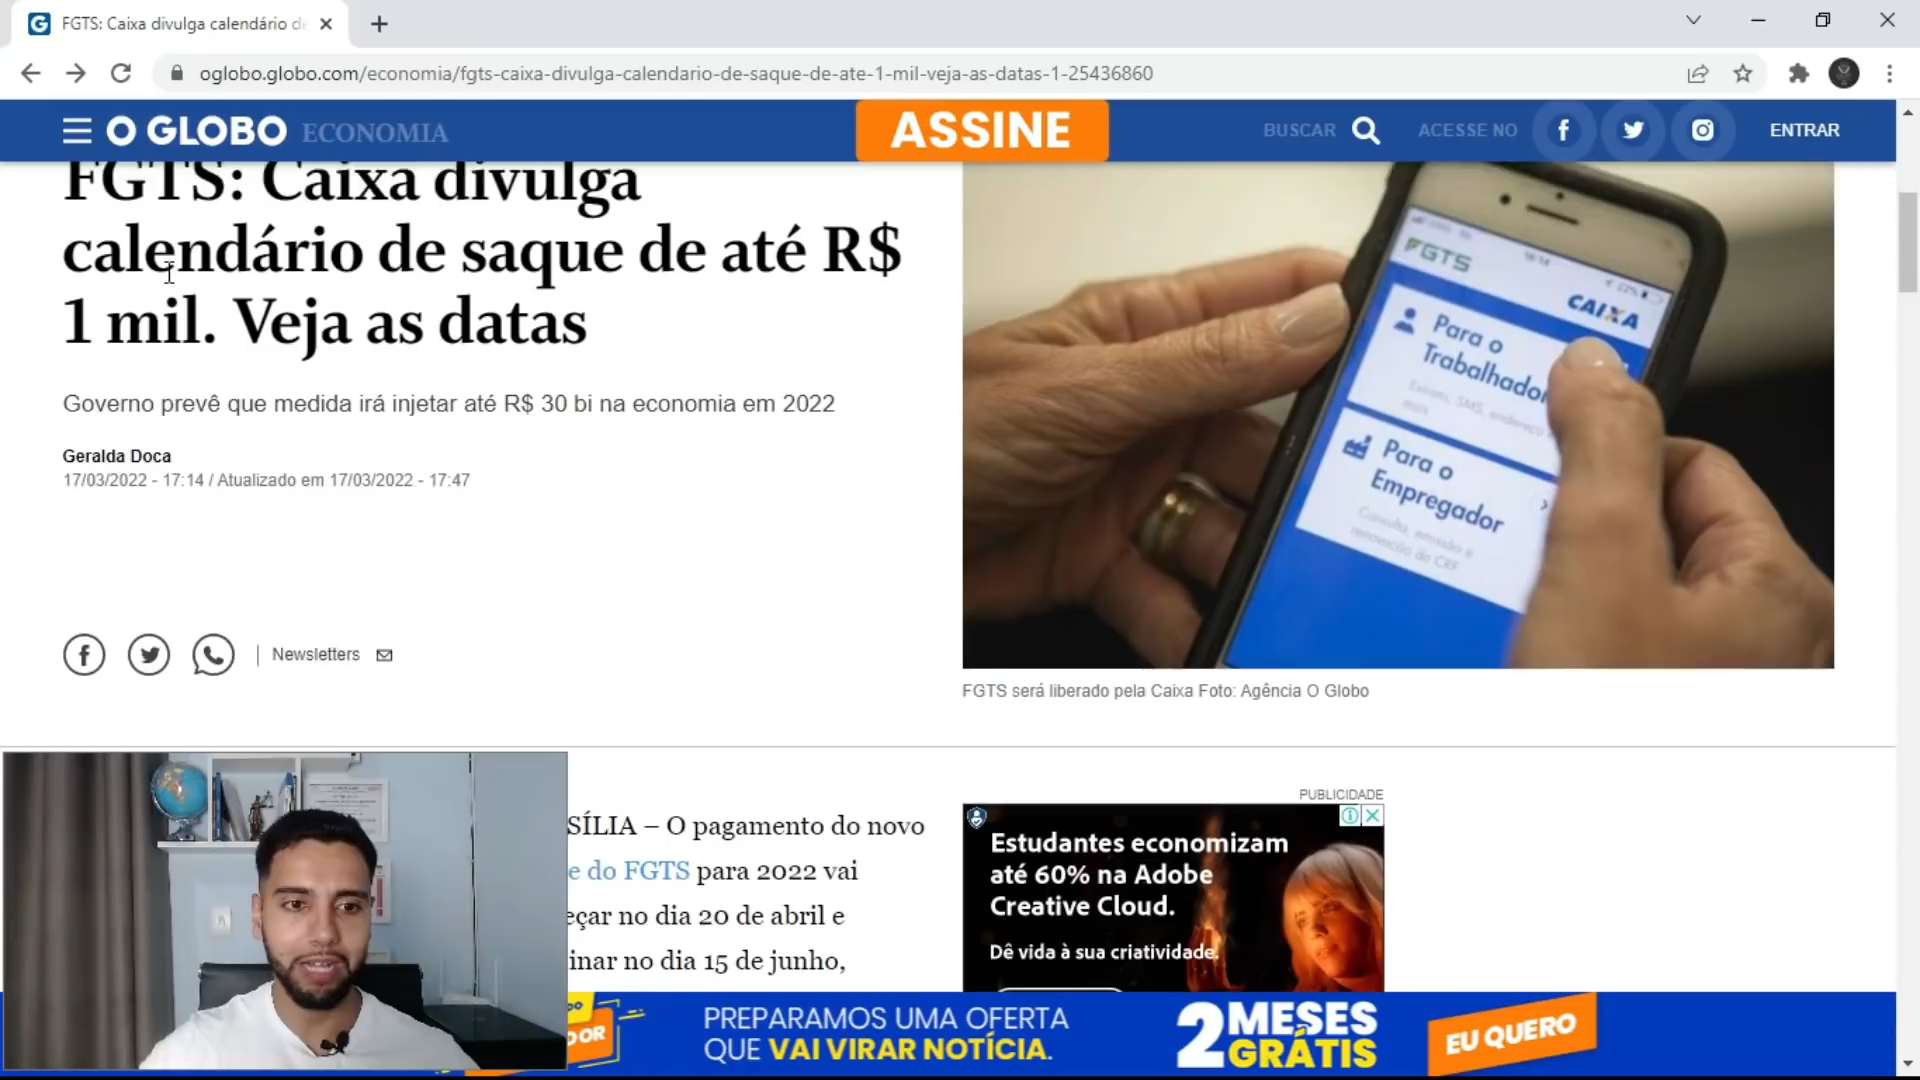 FGTS: Caixa divulga calendário de
oglobo.globo.com/economia/fgts-caixa-divulga-calendario-de-saque-de-ate-1-mil-veja-as-datas-1-25436860
O GLOBO ECONOMIA
ASSINE
BUSCAR
ACESSE NO
ENTRAR
FGTS: Caixa divulga
calendário de saque de até R$
1 mil. Veja as datas
Governo prevê que medida irá injetar até R$ 30 bi na economia em 2022
Geralda Doca
17/03/2022 - 17:14 / Atualizado em 17/03/2022 - 17:47
Newsletters
FGTS
CAIXA
Para o
Trabalhador
Para o
Empregador
FGTS será liberado pela Caixa Foto: Agência O Globo
SÍLIA – O pagamento do novo
e do FGTS para 2022 vai
eçar no dia 20 de abril e
inar no dia 15 de junho,
PUBLICIDADE
Estudantes economizam
até 60% na Adobe
Creative Cloud.
Dê vida à sua criatividade.
PREPARAMOS UMA OFERTA
QUE VAI VIRAR NOTÍCIA.
2 MESES
GRÁTIS
EU QUERO